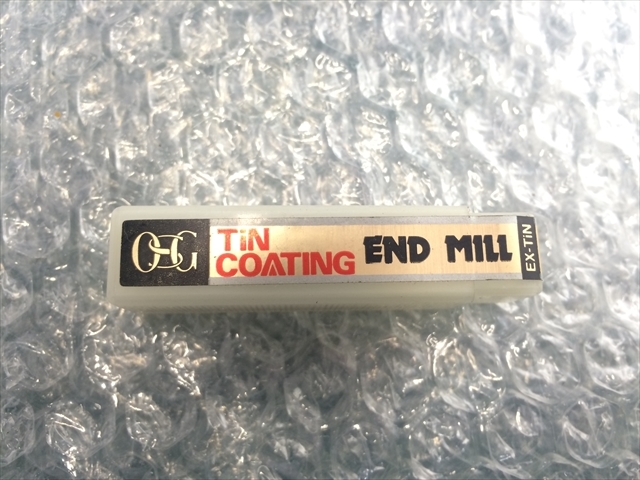 OSG
TiN
COATING
END MILL
EX-TiN